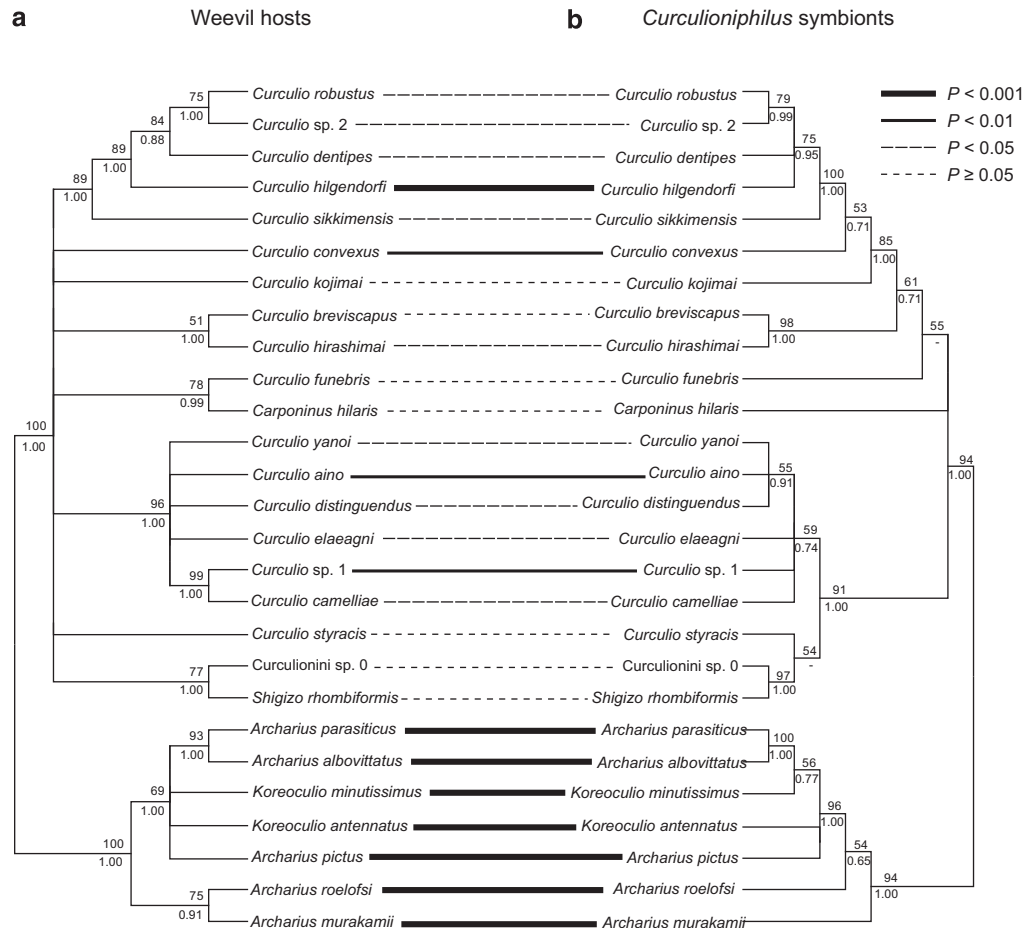 a Weevil hosts b Curculioniphilus symbionts
P < 0.001
P < 0.01
P < 0.05
P ≥ 0.05
75 1.00 Curculio robustus Curculio robustus 79 0.99
84 0.88 Curculio sp. 2 Curculio sp. 2 75 0.95
89 1.00 Curculio dentipes Curculio dentipes
89 1.00 Curculio hilgendorfi Curculio hilgendorfi 100 1.00
Curculio sikkimensis Curculio sikkimensis 53 0.71
Curculio convexus Curculio convexus 85 1.00
Curculio kojimai Curculio kojimai 61 0.71
51 1.00 Curculio breviscapus Curculio breviscapus 98 1.00
Curculio hirashimai Curculio hirashimai 55 -
78 0.99 Curculio funebris Curculio funebris
Carponinus hilaris Carponinus hilaris
100 1.00 Curculio yanoi Curculio yanoi
Curculio aino Curculio aino 55 0.91 94 1.00
96 1.00 Curculio distinguendus Curculio distinguendus
Curculio elaeagni Curculio elaeagni 59 0.74
99 1.00 Curculio sp. 1 Curculio sp. 1
Curculio camelliae Curculio camelliae 91 1.00
Curculio styracis Curculio styracis 54 -
77 1.00 Curculionini sp. 0 Curculionini sp. 0 97 1.00
Shigizo rhombiformis Shigizo rhombiformis
93 1.00 Archarius parasiticus Archarius parasiticus 100 1.00
Archarius albovittatus Archarius albovittatus 56 0.77
69 1.00 Koreoculio minutissimus Koreoculio minutissimus
Koreoculio antennatus Koreoculio antennatus 96 1.00
100 1.00 Archarius pictus Archarius pictus 54 0.65
75 0.91 Archarius roelofsi Archarius roelofsi 94 1.00
Archarius murakamii Archarius murakamii